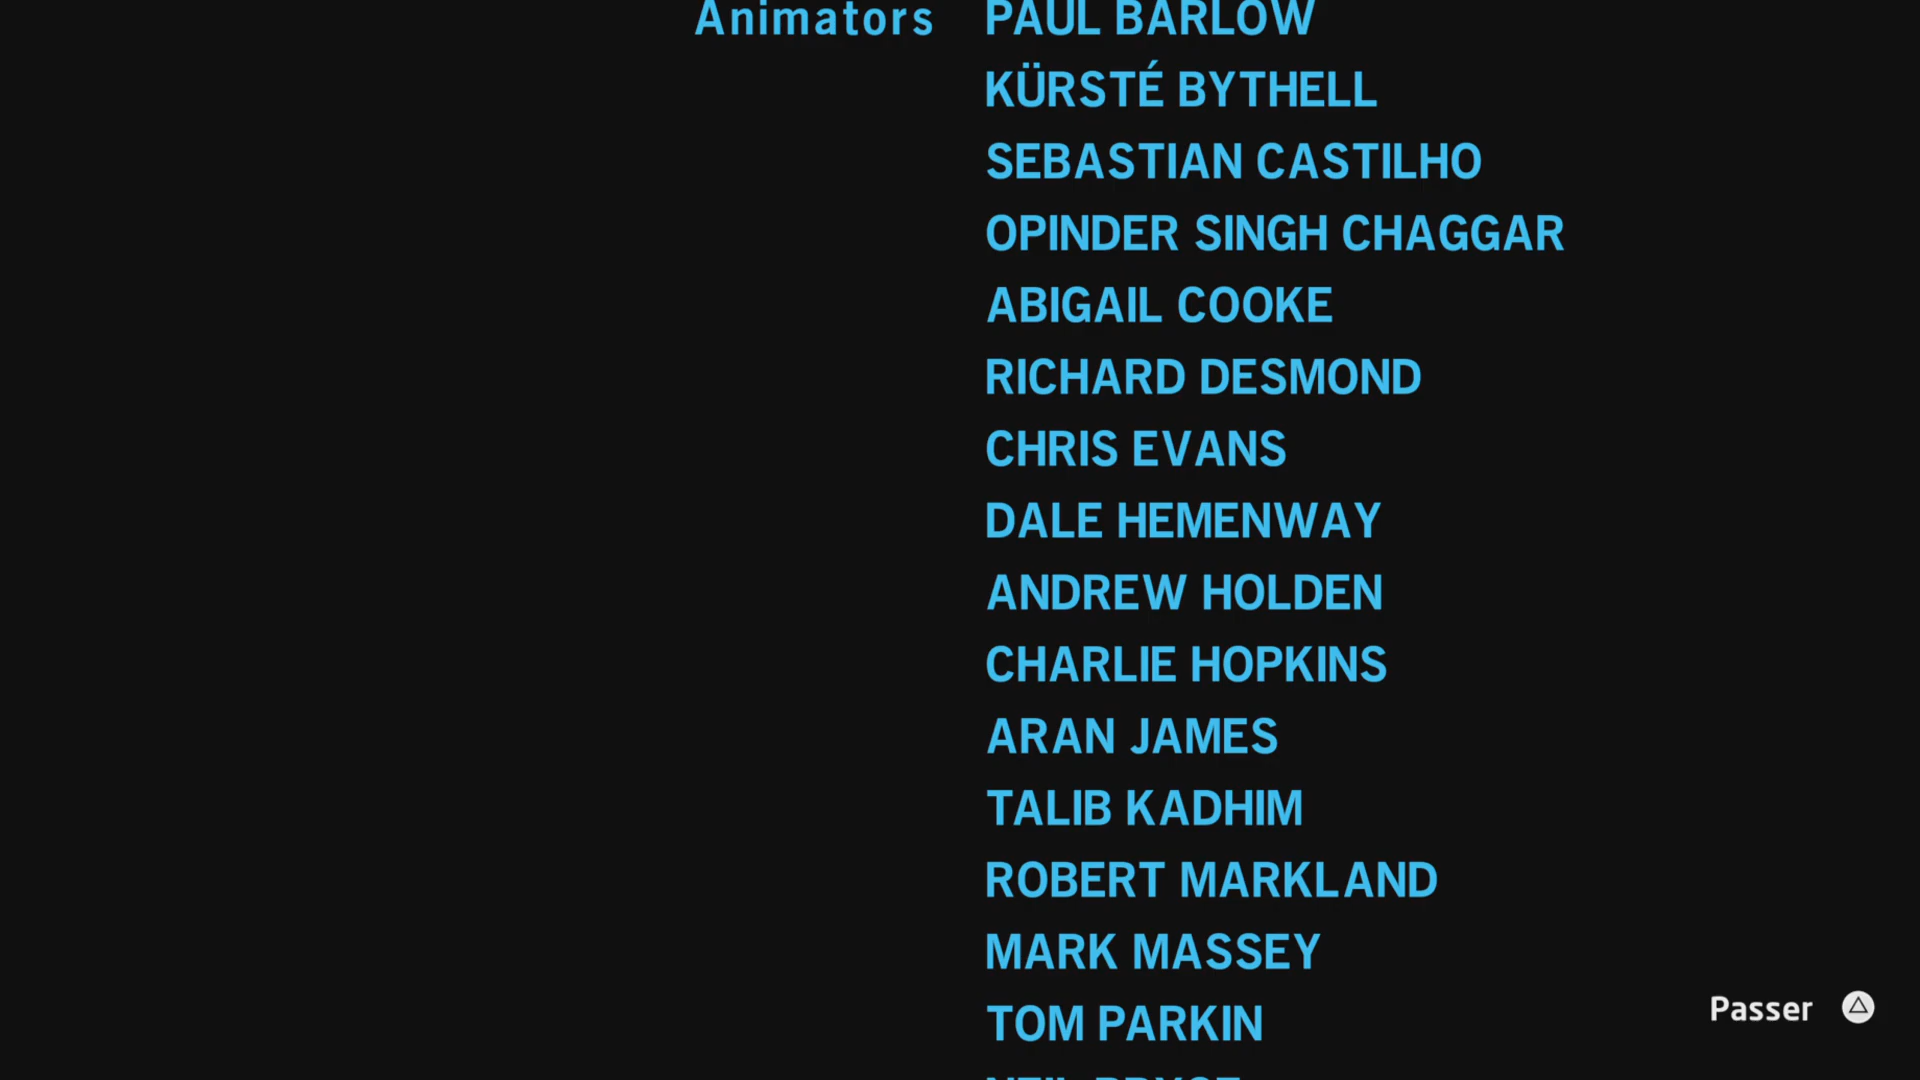 Animators PAUL BARLOW
KÜRSTÉ BYTHELL
SEBASTIAN CASTILHO
OPINDER SINGH CHAGGAR
ABIGAIL COOKE
RICHARD DESMOND
CHRIS EVANS
DALE HEMENWAY
ANDREW HOLDEN
CHARLIE HOPKINS
ARAN JAMES
TALIB KADHIM
ROBERT MARKLAND
MARK MASSEY
Passer
TOM PARKIN